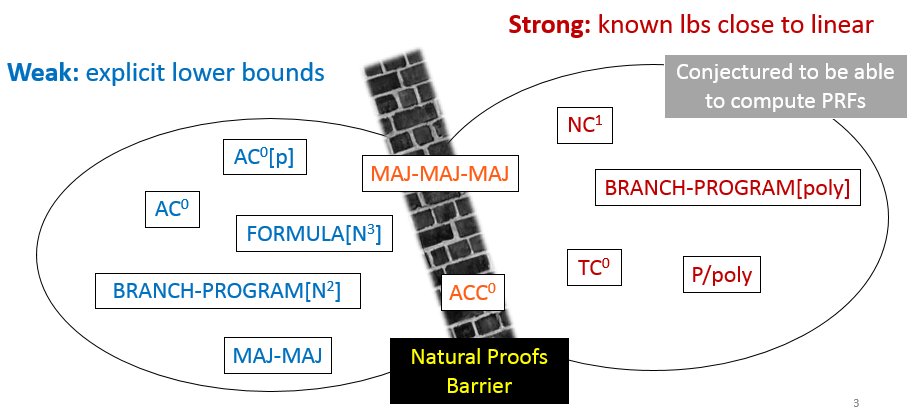 Strong: known lbs close to linear
Weak: explicit lower bounds
Conjectured to be able
to compute PRFs
NC¹
AC⁰[p]
MAJ-MAJ-MAJ
BRANCH-PROGRAM[poly]
AC⁰
FORMULA[N³]
TC⁰
P/poly
BRANCH-PROGRAM[N²]
ACC⁰
MAJ-MAJ
Natural Proofs
Barrier
3